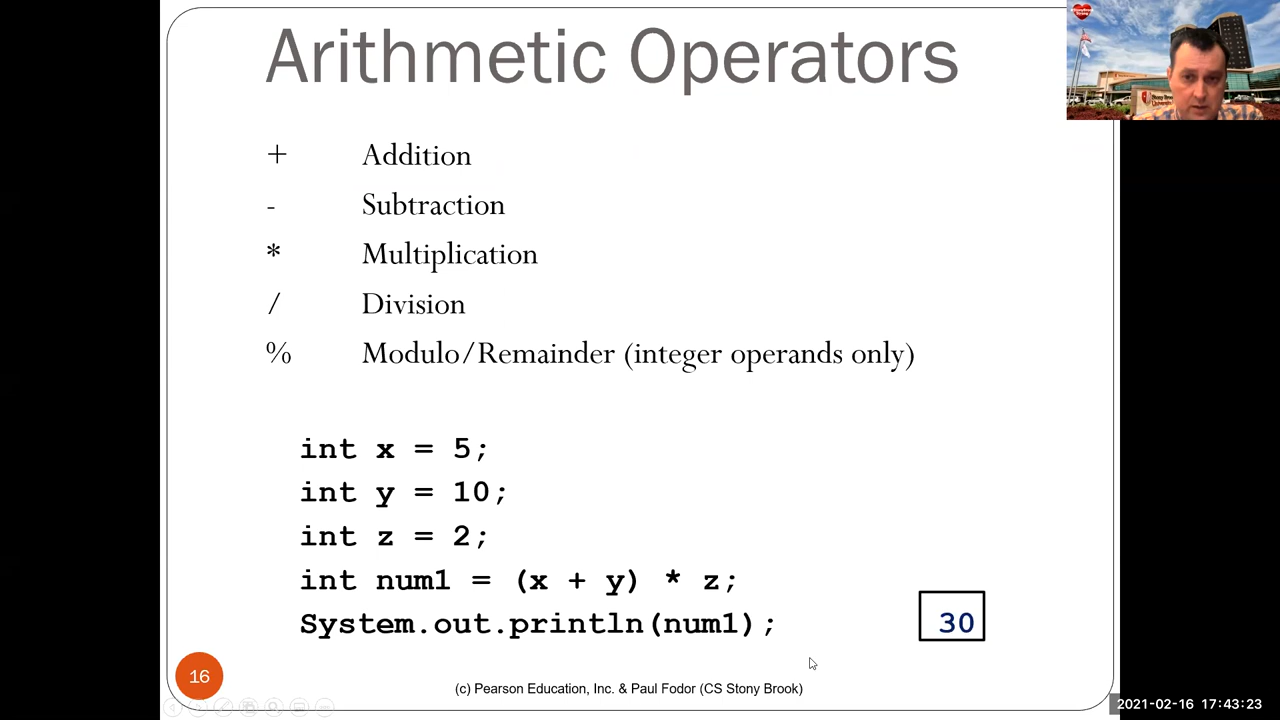 Arithmetic Operators
+ Addition
- Subtraction
* Multiplication
/ Division
% Modulo/Remainder (integer operands only)
int x = 5;
int y = 10;
int z = 2;
int num1 = (x + y) * z;
System.out.println(num1);
30
16
(c) Pearson Education, Inc. & Paul Fodor (CS Stony Brook)
2021-02-16 17:43:23